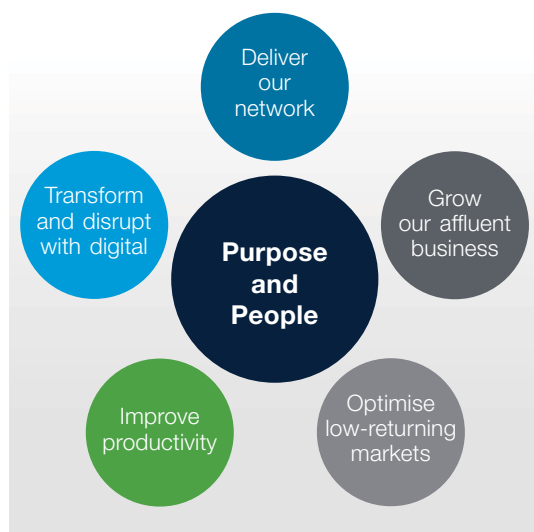 Deliver
our
network
Transform
and disrupt
with digital
Grow
our affluent
business
Purpose
and
People
Improve
productivity
Optimise
low-returning
markets